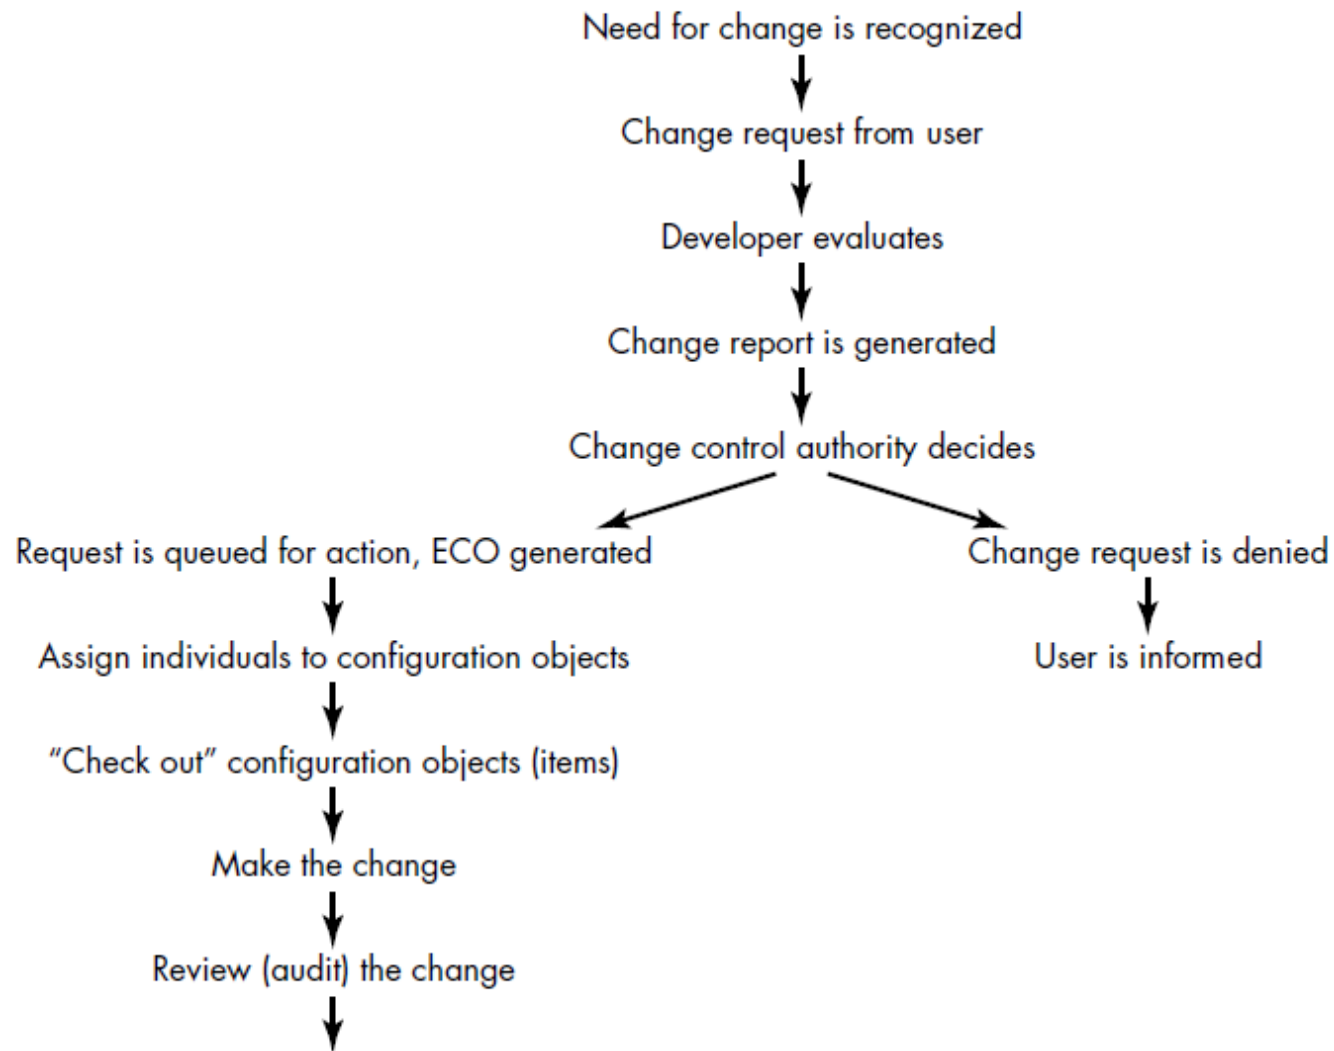 Need for change is recognized
Change request from user
Developer evaluates
Change report is generated
Change control authority decides
Request is queued for action, ECO generated
Change request is denied
Assign individuals to configuration objects
User is informed
“Check out” configuration objects (items)
Make the change
Review (audit) the change